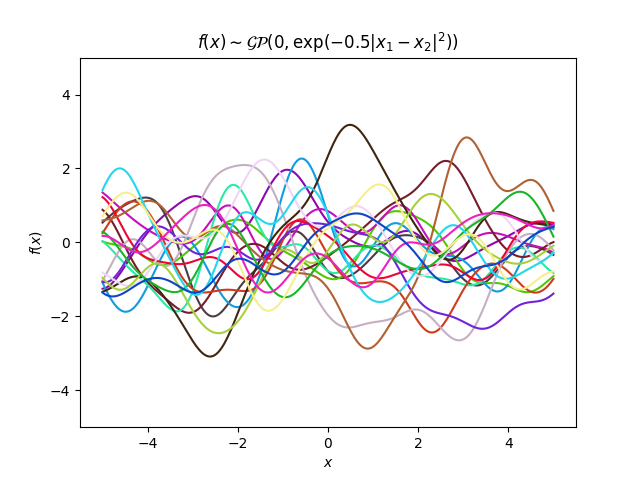 f(x) ~ 𝒢𝒫(0, exp(−0.5|x₁ − x₂|²))
4
2
0
−2
−4
f(x)
−4 −2 0 2 4
x